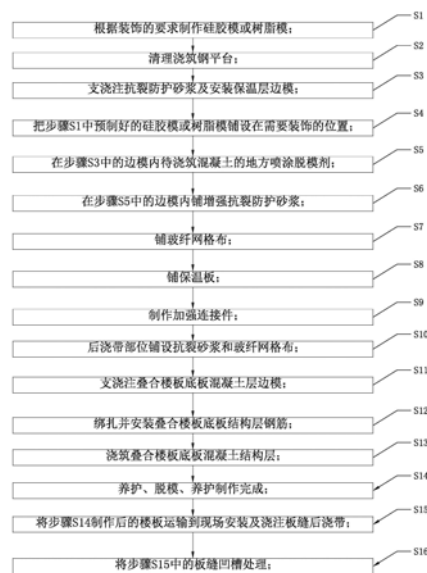 S1
根据装饰的要求制作硅胶模或树脂模;
S2
清理浇筑钢平台;
S3
支浇注抗裂防护砂浆及安装保温层边模;
S4
把步骤S1中预制好的硅胶模或树脂模铺设在需要装饰的位置;
S5
在步骤S3中的边模内待浇筑混凝土的地方喷涂脱模剂;
S6
在步骤S5中的边模内铺增强抗裂防护砂浆;
S7
铺玻纤网格布;
S8
铺保温板;
S9
制作加强连接件;
S10
后浇带部位铺设抗裂砂浆和玻纤网格布;
S11
支浇注叠合楼板底板混凝土层边模;
S12
绑扎并安装叠合楼板底板结构层钢筋;
S13
浇筑叠合楼板底板混凝土结构层;
S14
养护、脱模、养护制作完成;
S15
将步骤S14制作后的楼板运输到现场安装及浇注板缝后浇带;
S16
将步骤S15中的板缝凹槽处理;